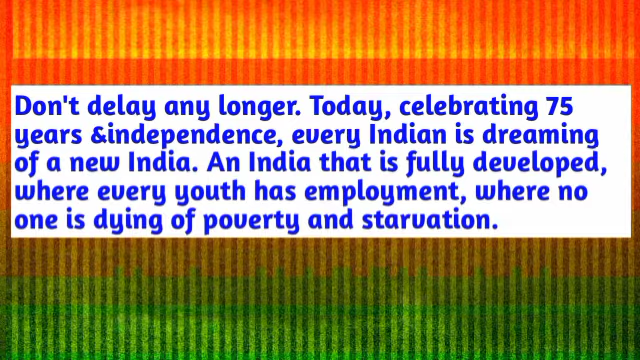 Don't delay any longer. Today, celebrating 75
years &independence, every Indian is dreaming
of a new India. An India that is fully developed,
where every youth has employment, where no
one is dying of poverty and starvation.